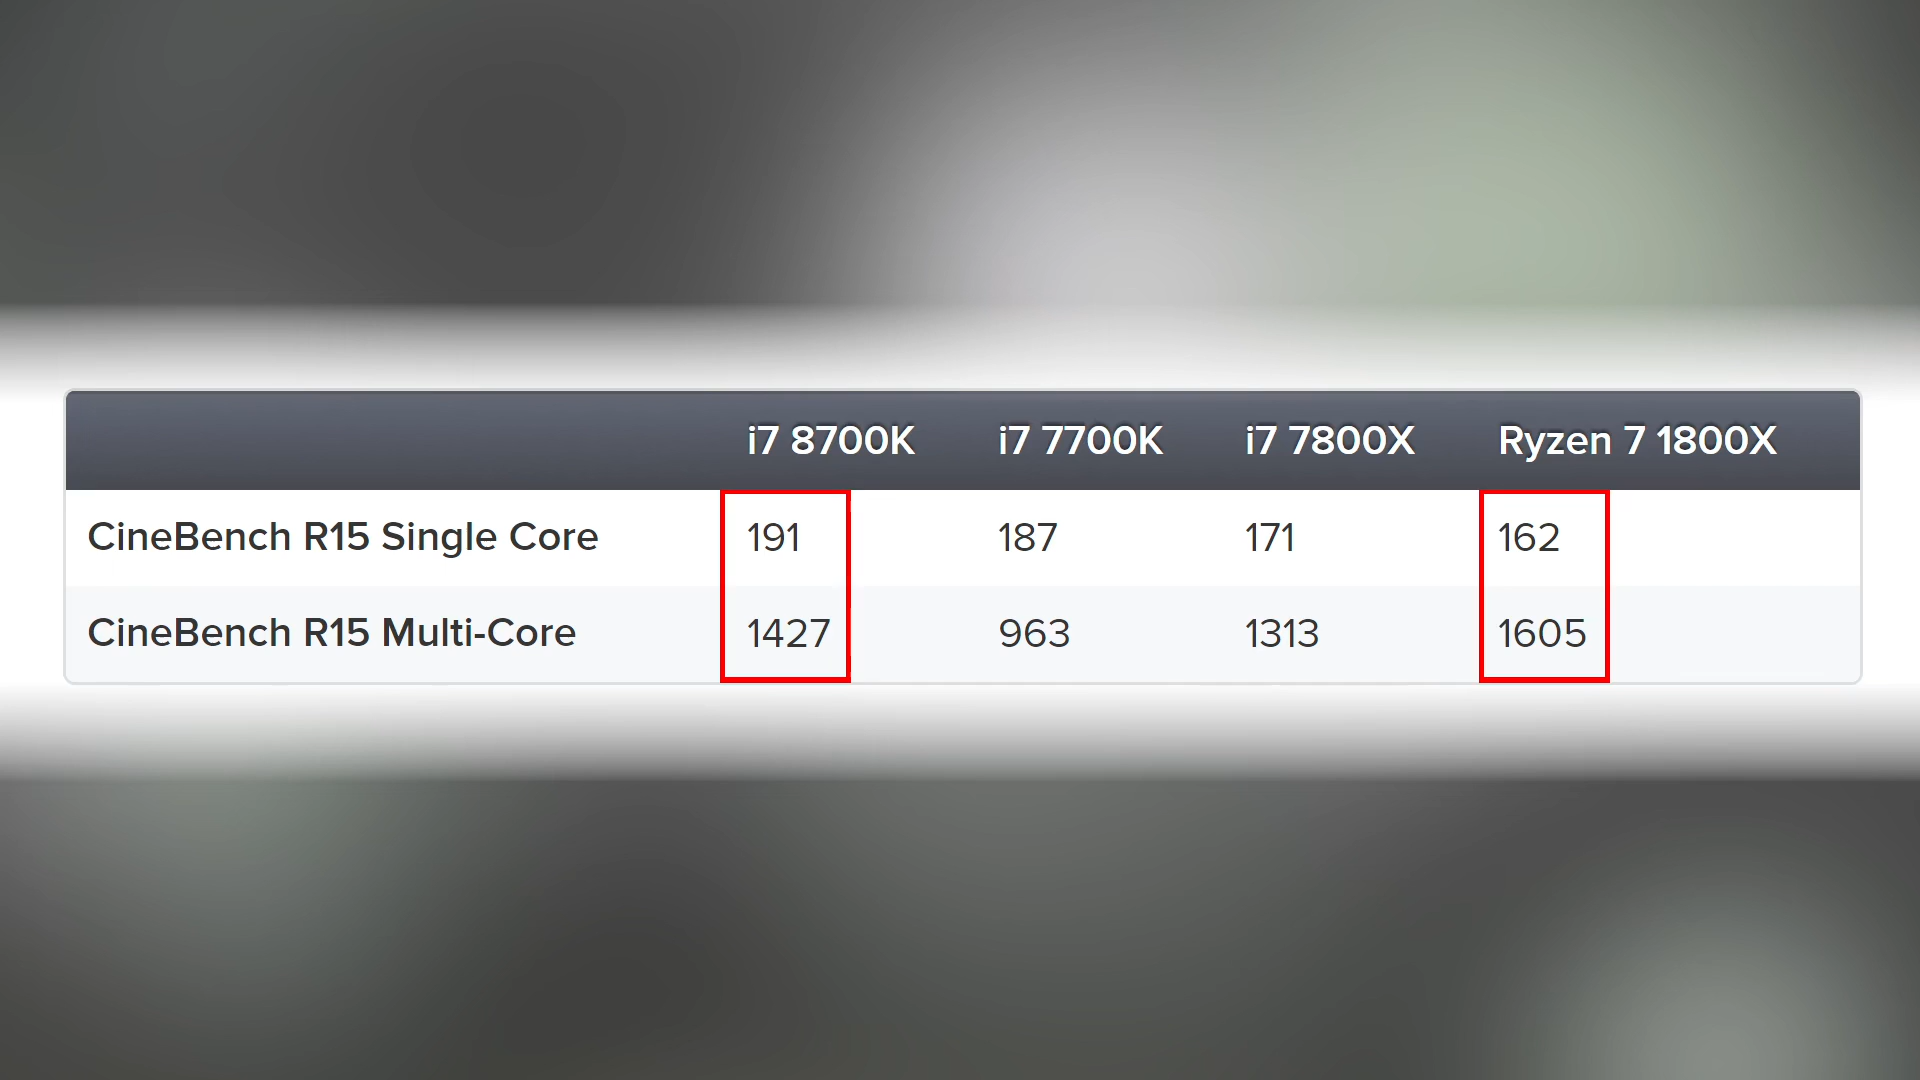 i7 8700K i7 7700K i7 7800X Ryzen 7 1800X
CineBench R15 Single Core 191 187 171 162
CineBench R15 Multi-Core 1427 963 1313 1605